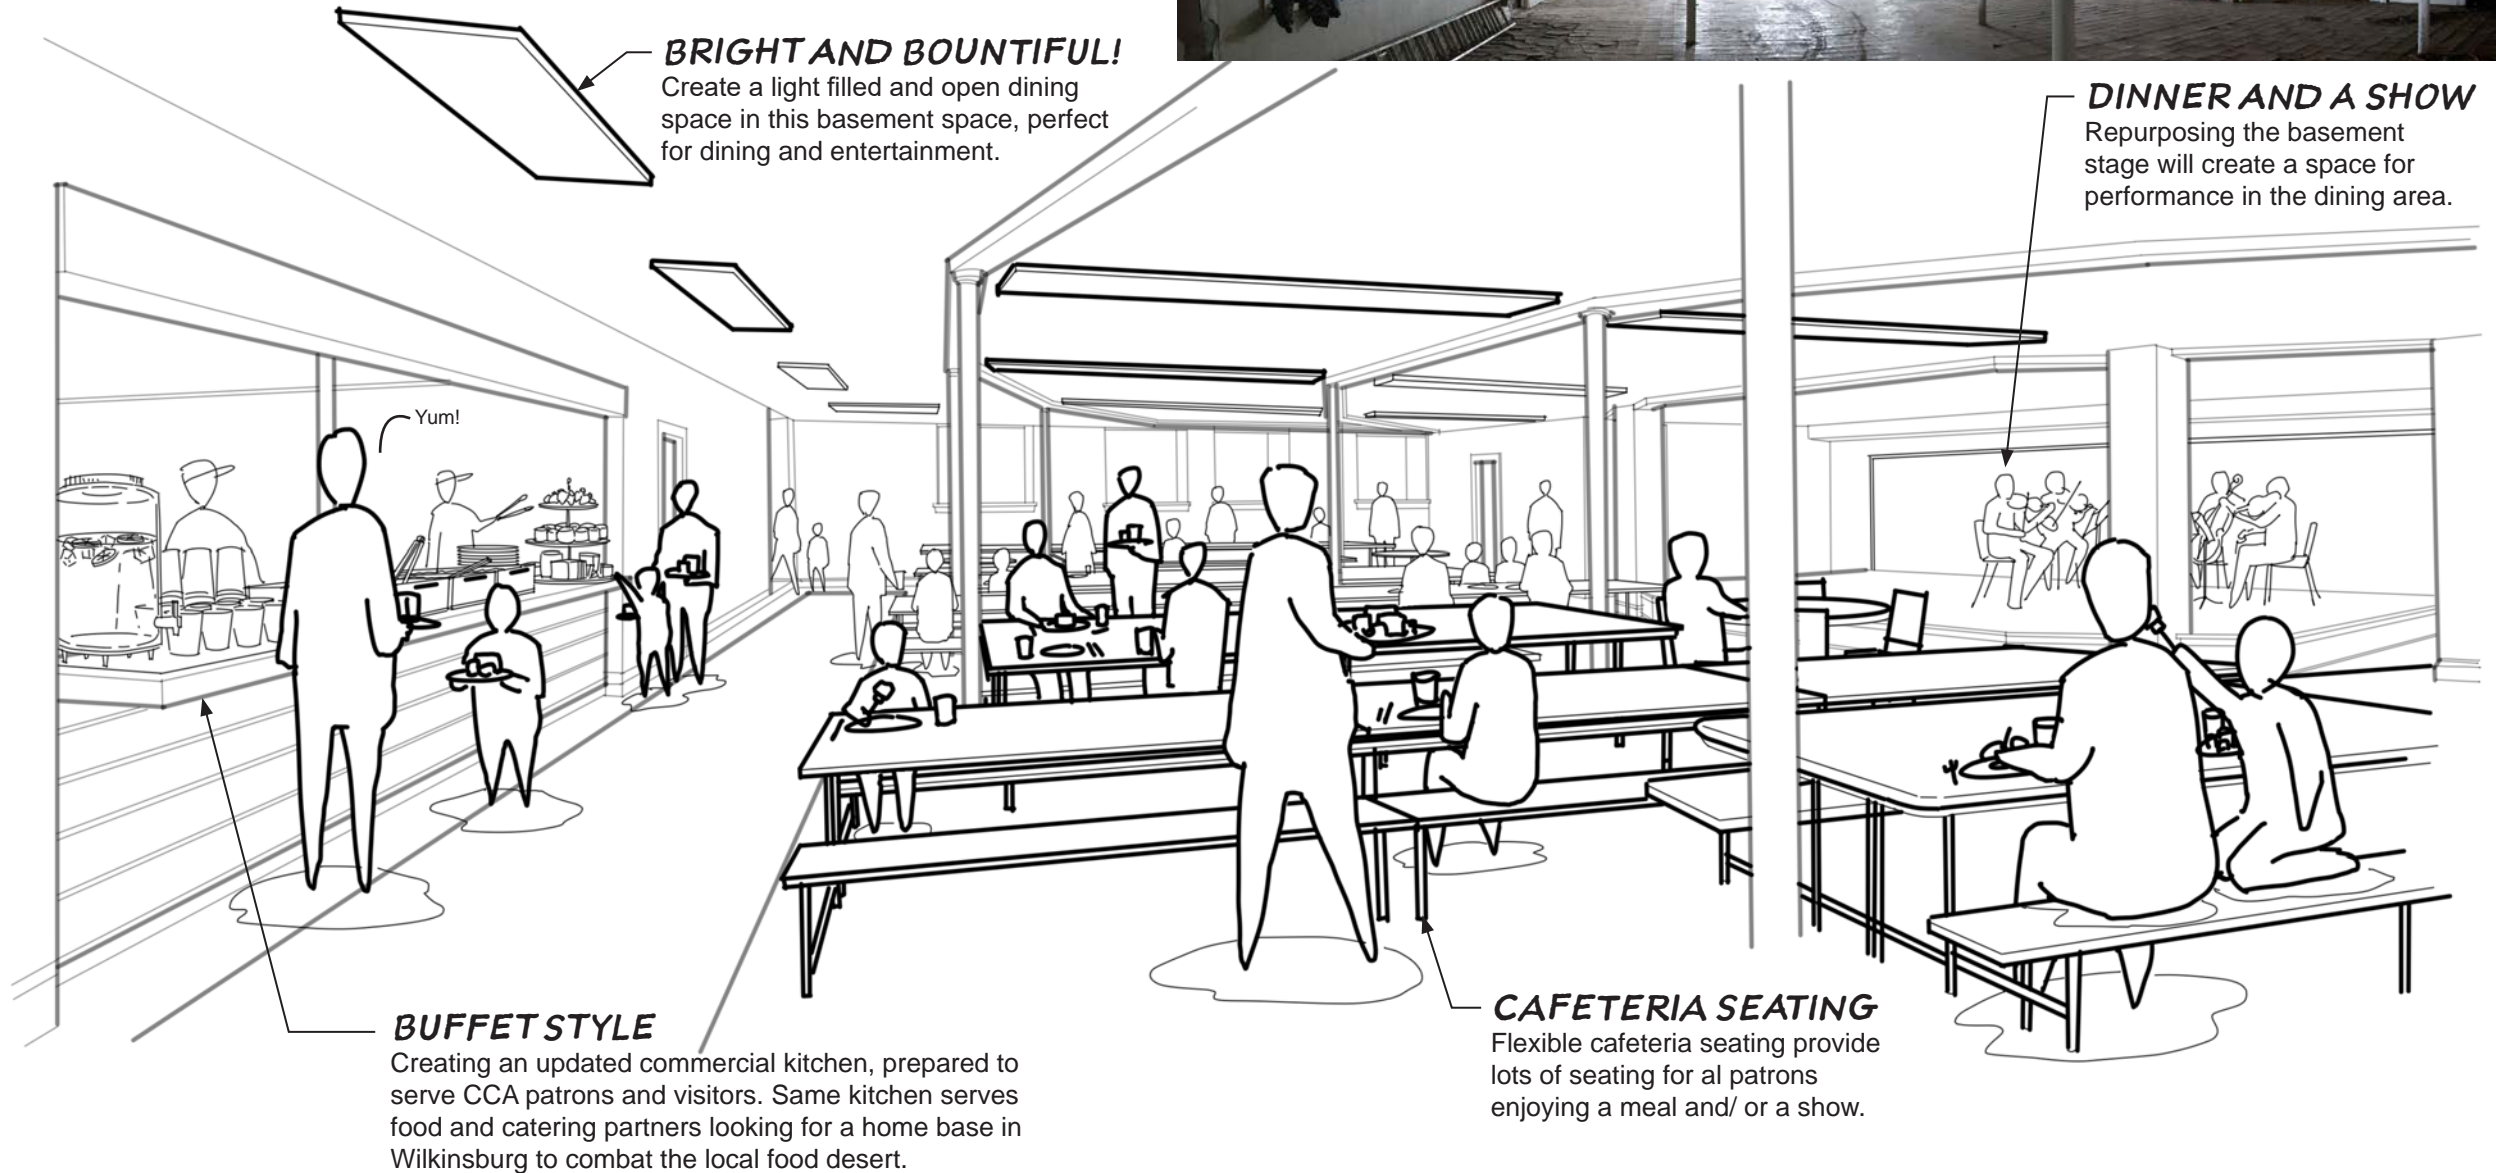 BRIGHT AND BOUNTIFUL!
Create a light filled and open dining
space in this basement space, perfect
for dining and entertainment.
DINNER AND A SHOW
Repurposing the basement
stage will create a space for
performance in the dining area.
Yum!
BUFFET STYLE
Creating an updated commercial kitchen, prepared to
serve CCA patrons and visitors. Same kitchen serves
food and catering partners looking for a home base in
Wilkinsburg to combat the local food desert.
CAFETERIA SEATING
Flexible cafeteria seating provide
lots of seating for al patrons
enjoying a meal and/ or a show.